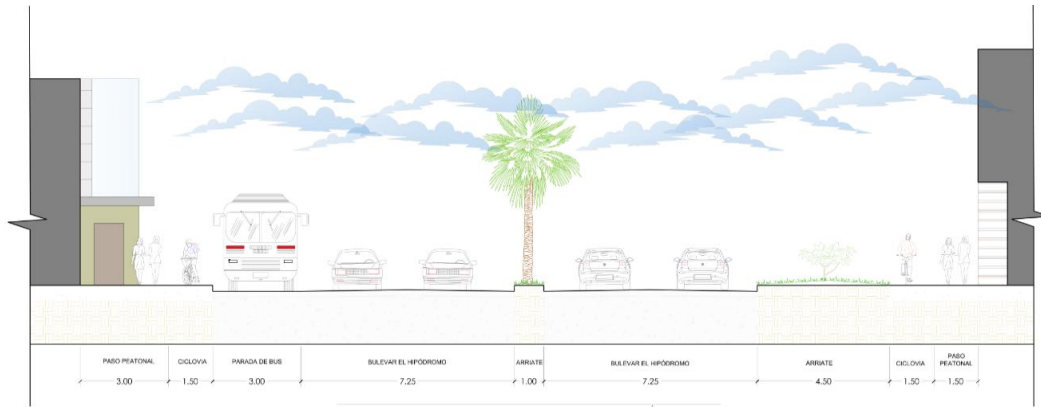 PASO PEATONAL
3.00
CICLOVIA
1.50
PARADA DE BUS
3.00
BULEVAR EL HIPÓDROMO
7.25
ARRIATE
1.00
BULEVAR EL HIPÓDROMO
7.25
ARRIATE
4.50
CICLOVIA
1.50
PASO
PEATONAL
1.50